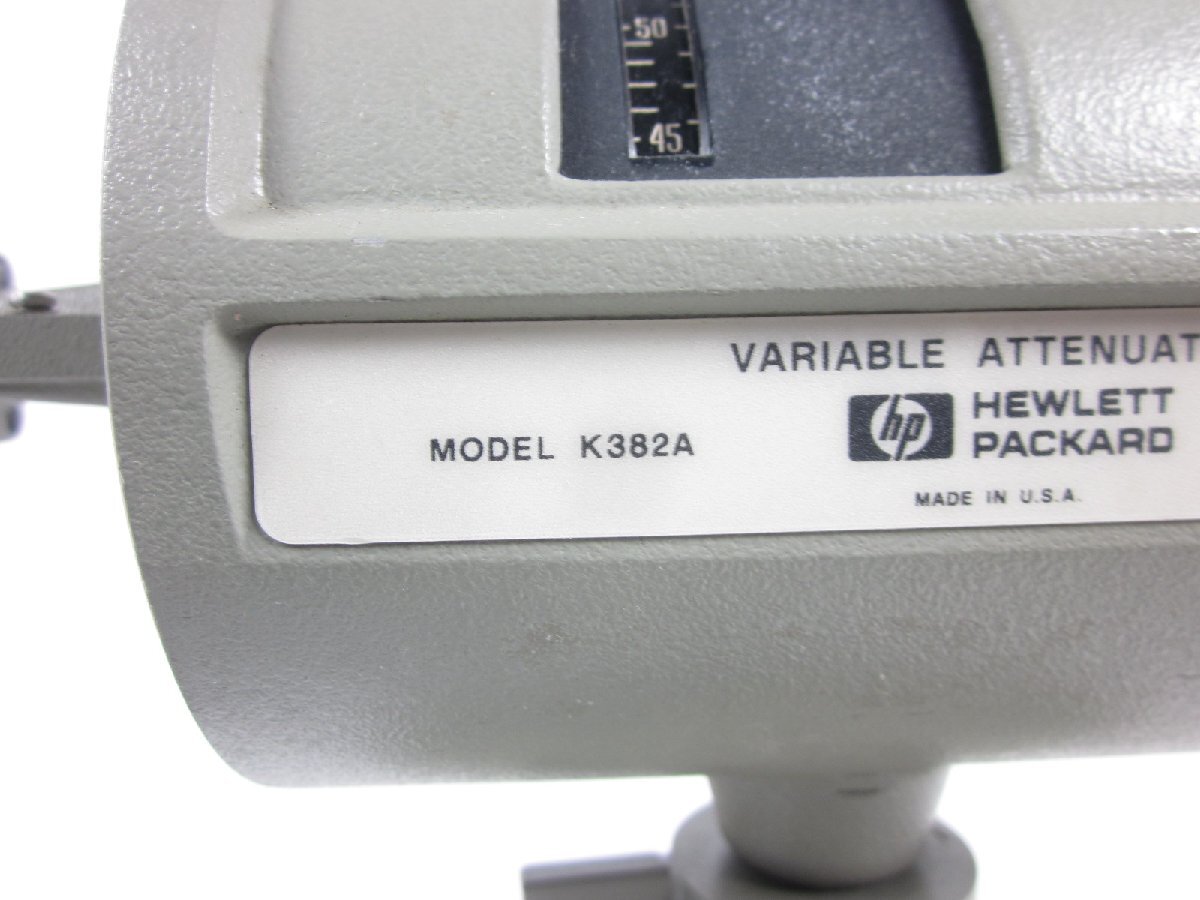 50
45
VARIABLE ATTENUAT
hp HEWLETT
PACKARD
MODEL K382A
MADE IN U.S.A.